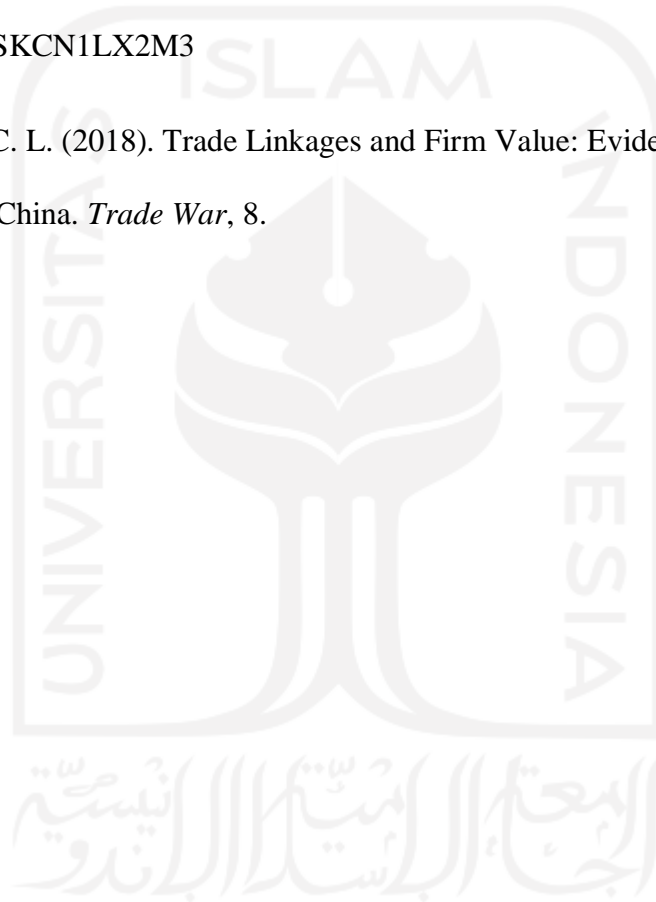 SKCN1LX2M3
C. L. (2018). Trade Linkages and Firm Value: Evide
China. Trade War, 8.
ISLAM
UNIVERSITAS
INDONESIA